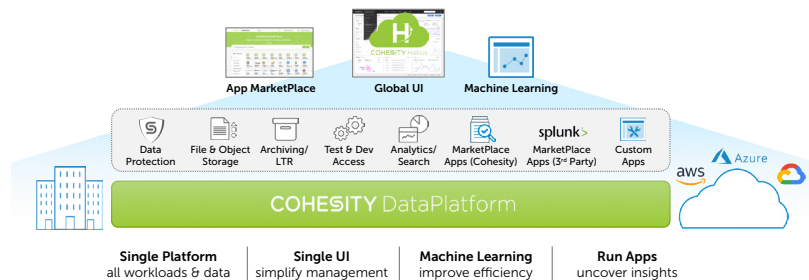 H
COHESITY Helios
App MarketPlace
Global UI
Machine Learning
Data
Protection
File & Object
Storage
Archiving/
LTR
Test & Dev
Access
Analytics/
Search
MarketPlace
Apps (Cohesity)
splunk>
MarketPlace
Apps (3rd Party)
Custom
Apps
aws
Azure
COHESITY DataPlatform
Single Platform
all workloads & data
Single UI
simplify management
Machine Learning
improve efficiency
Run Apps
uncover insights